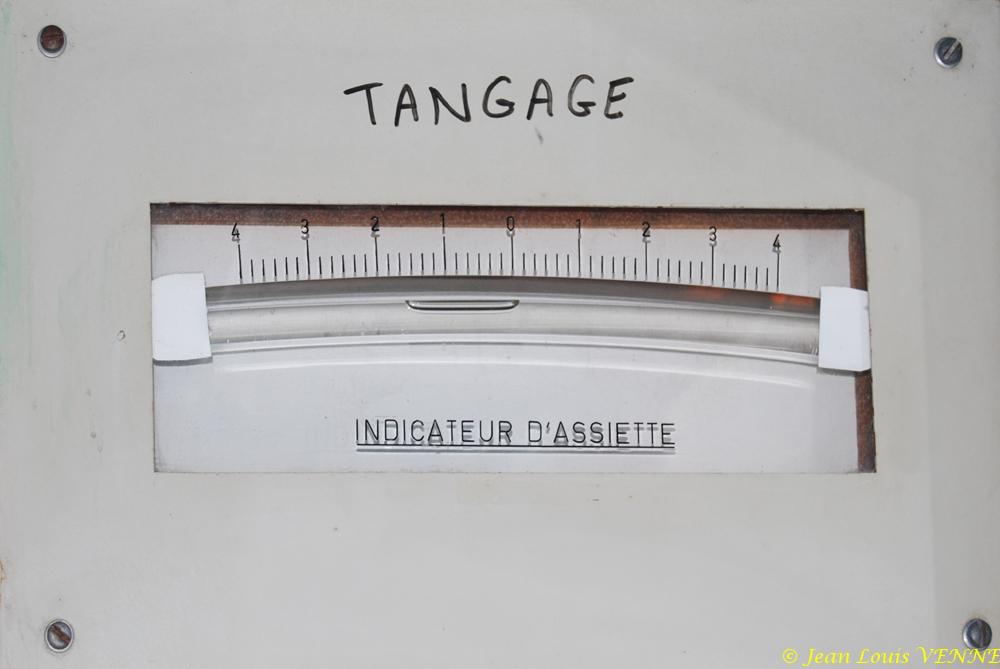 TANGAGE
4 3 2 1 0 1 2 3 4
INDICATEUR D'ASSIETTE
© Jean Louis VENNE